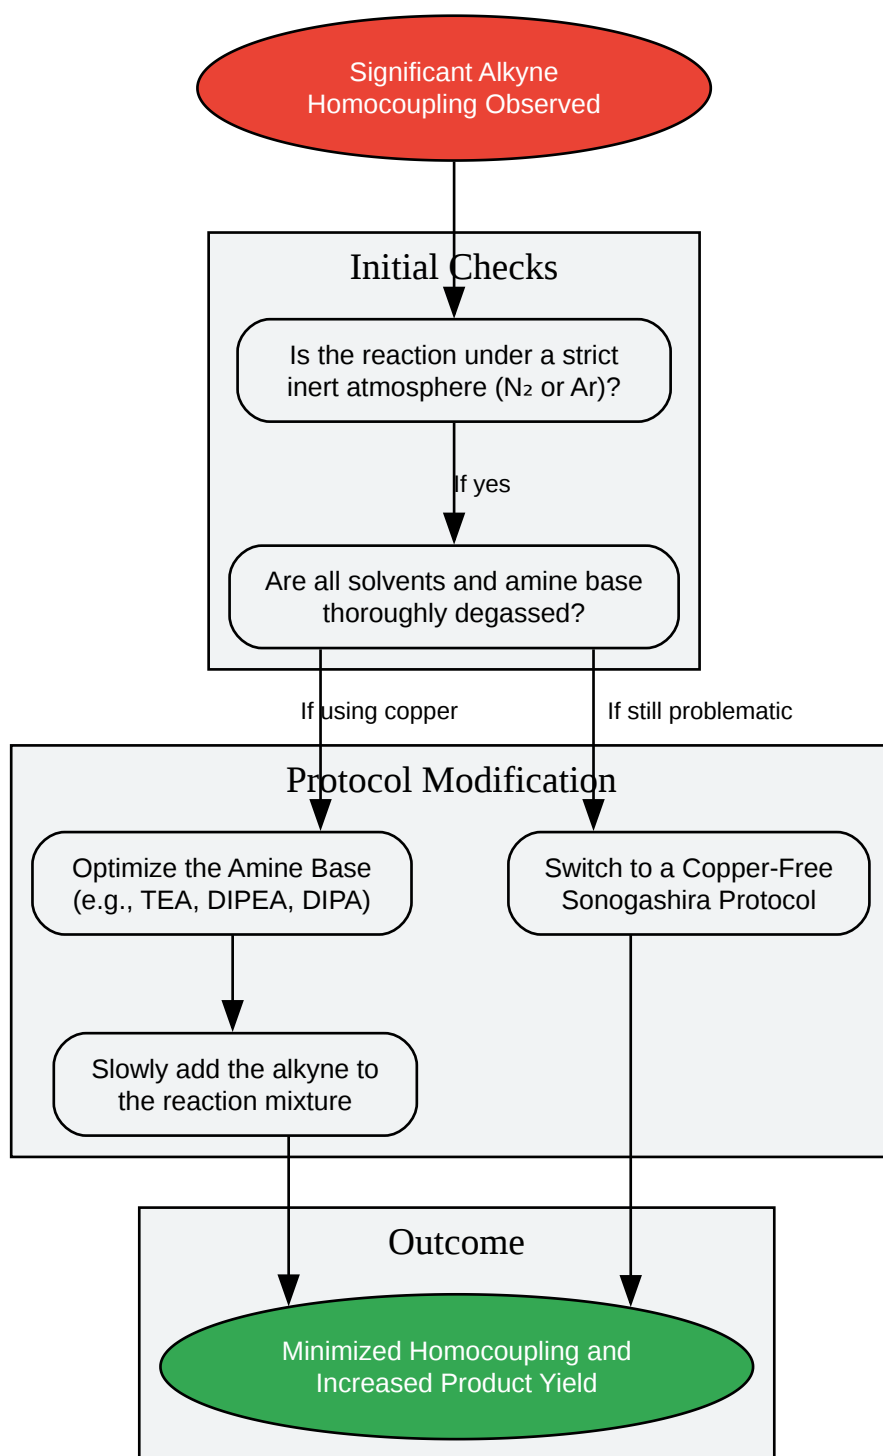 Significant Alkyne
Homocoupling Observed
Initial Checks
Is the reaction under a strict
inert atmosphere (N₂ or Ar)?
If yes
Are all solvents and amine base
thoroughly degassed?
If using copper
If still problematic
Protocol Modification
Optimize the Amine Base
(e.g., TEA, DIPEA, DIPA)
Switch to a Copper-Free
Sonogashira Protocol
Slowly add the alkyne to
the reaction mixture
Outcome
Minimized Homocoupling and
Increased Product Yield